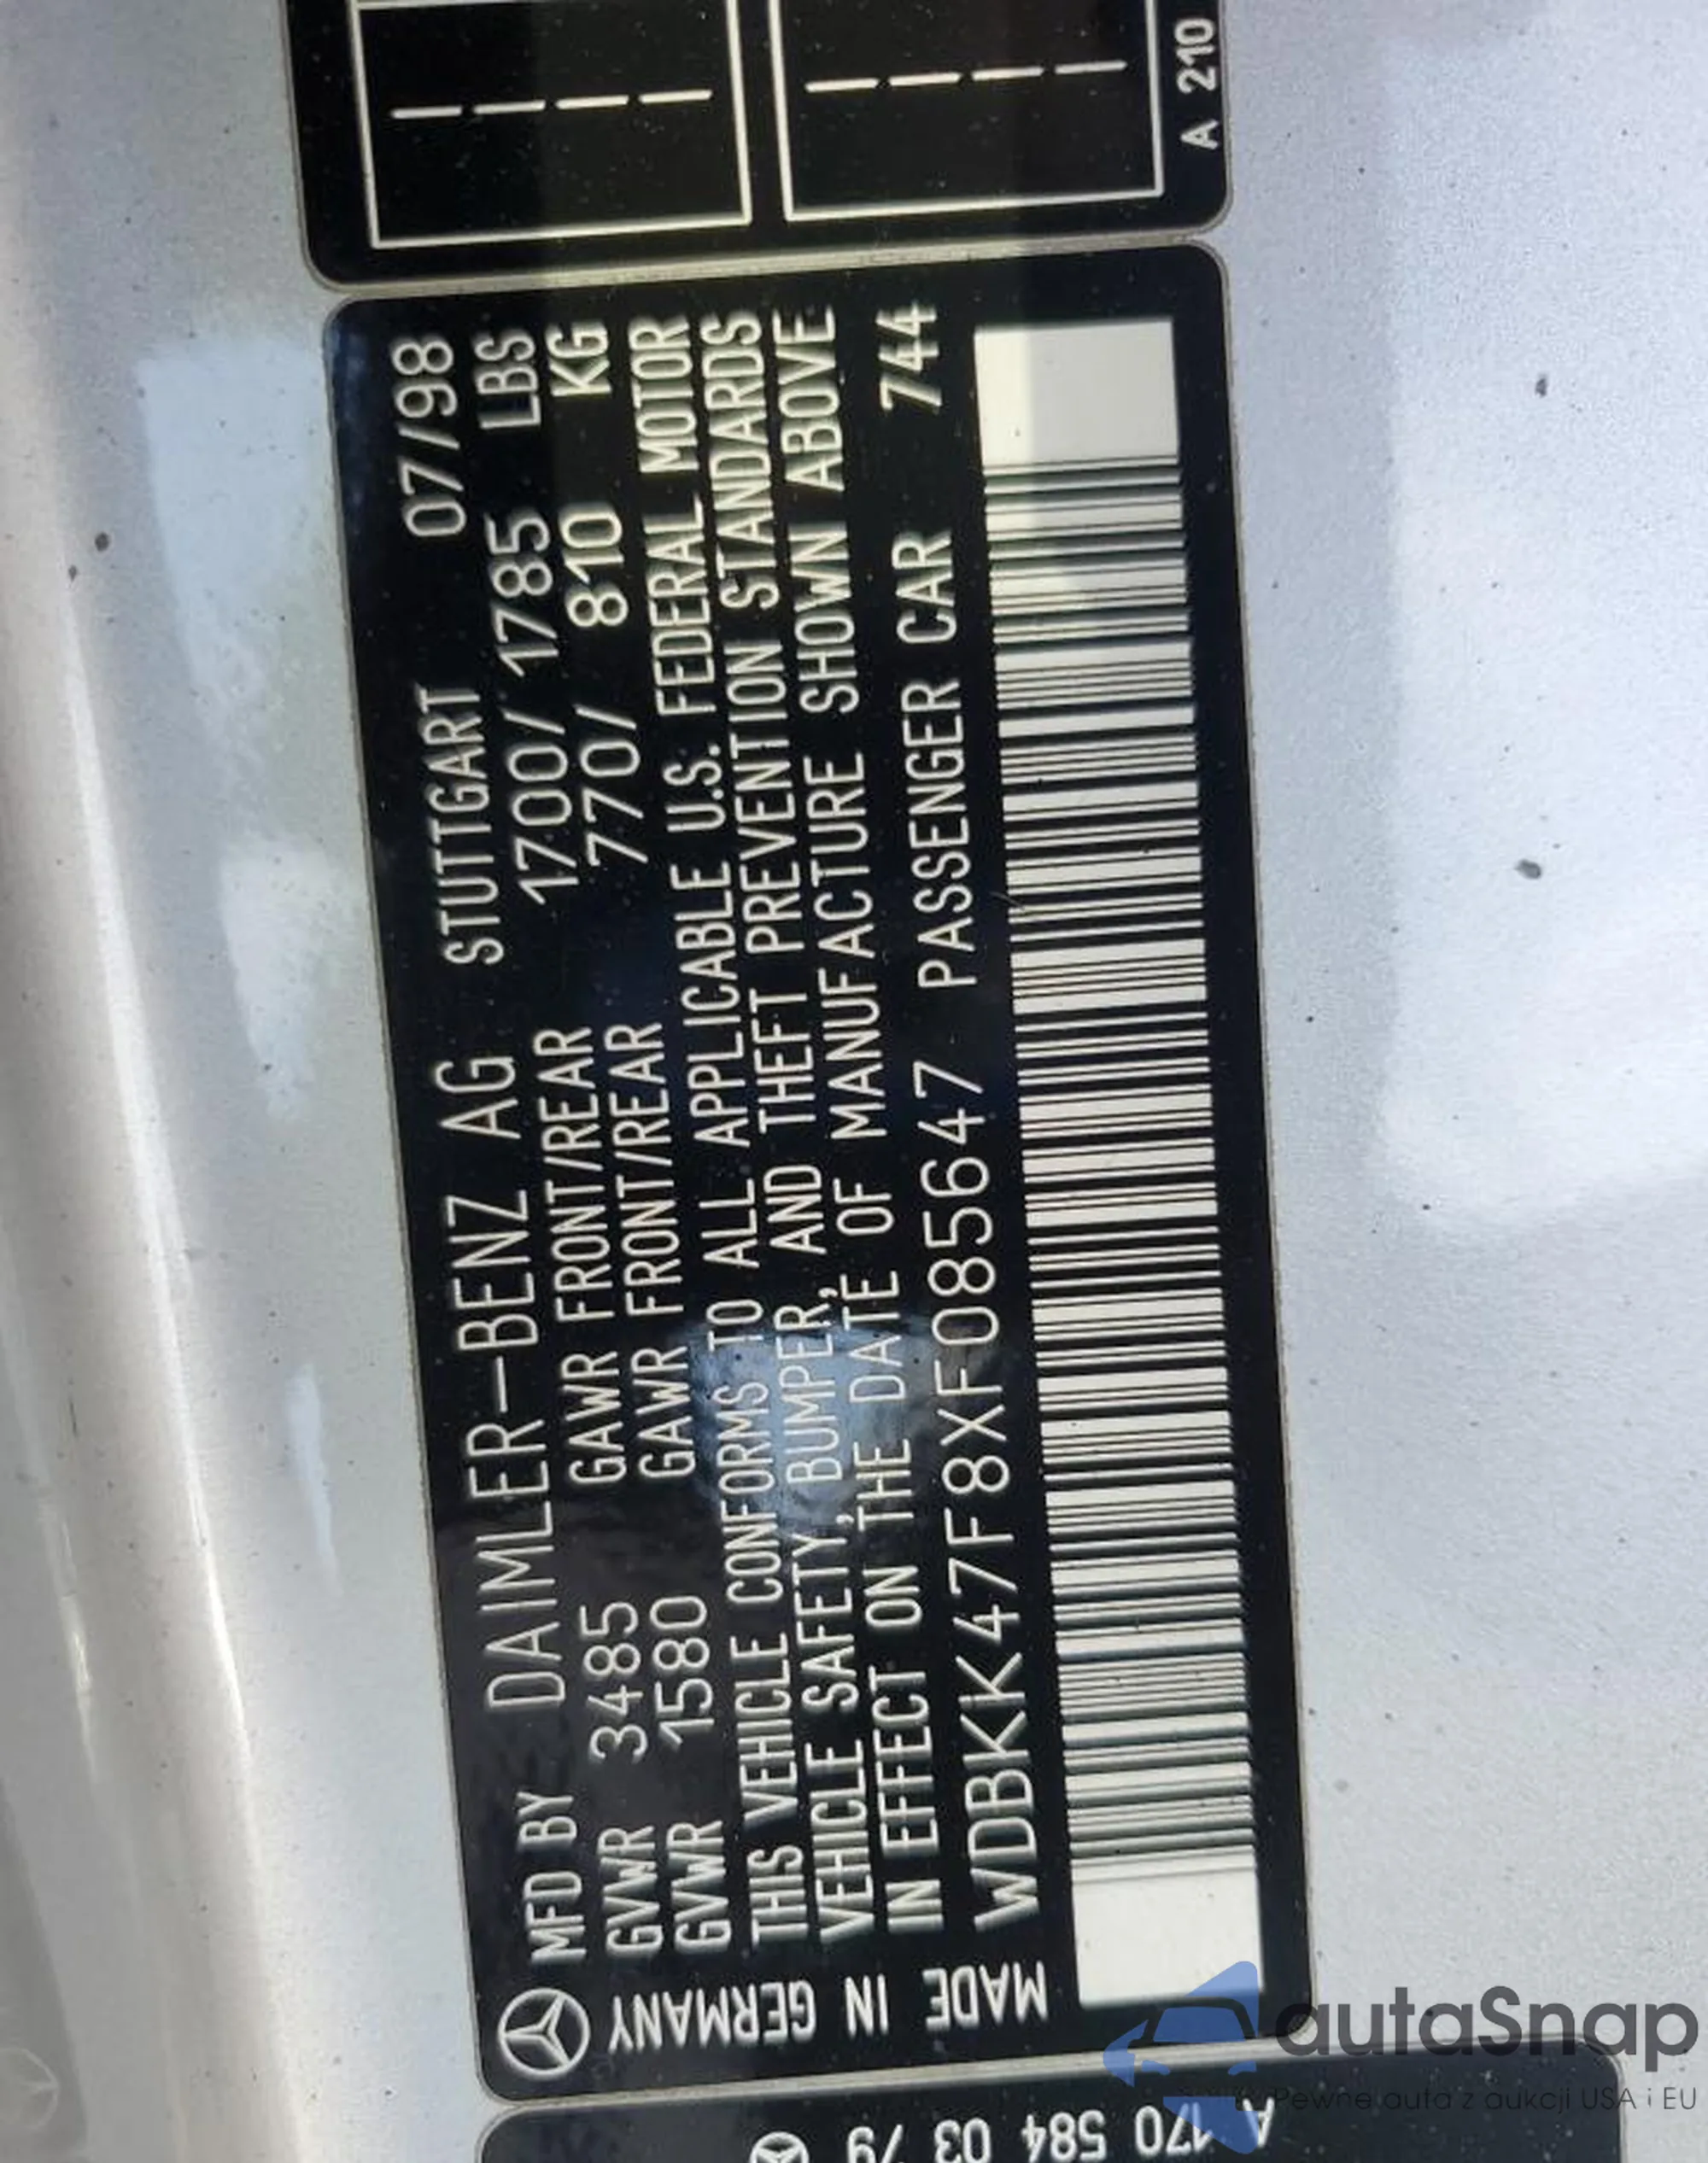 A 210
MFD BY DAIMLER-BENZ AG STUTTGART 07/98
GVWR 3485 GAWR FRONT/REAR 1700/ 1785 LBS
GVWR 1580 GAWR FRONT/REAR 770/ 810 KG
THIS VEHICLE CONFORMS TO ALL APPLICABLE U.S. FEDERAL MOTOR
VEHICLE SAFETY, BUMPER, AND THEFT PREVENTION STANDARDS
IN EFFECT ON THE DATE OF MANUFACTURE SHOWN ABOVE
WDBKK47F8XF085647 PASSENGER CAR 744
MADE IN GERMANY
A 170 584 03 79
autaSnap
Pewne auta z aukcji USA i EU